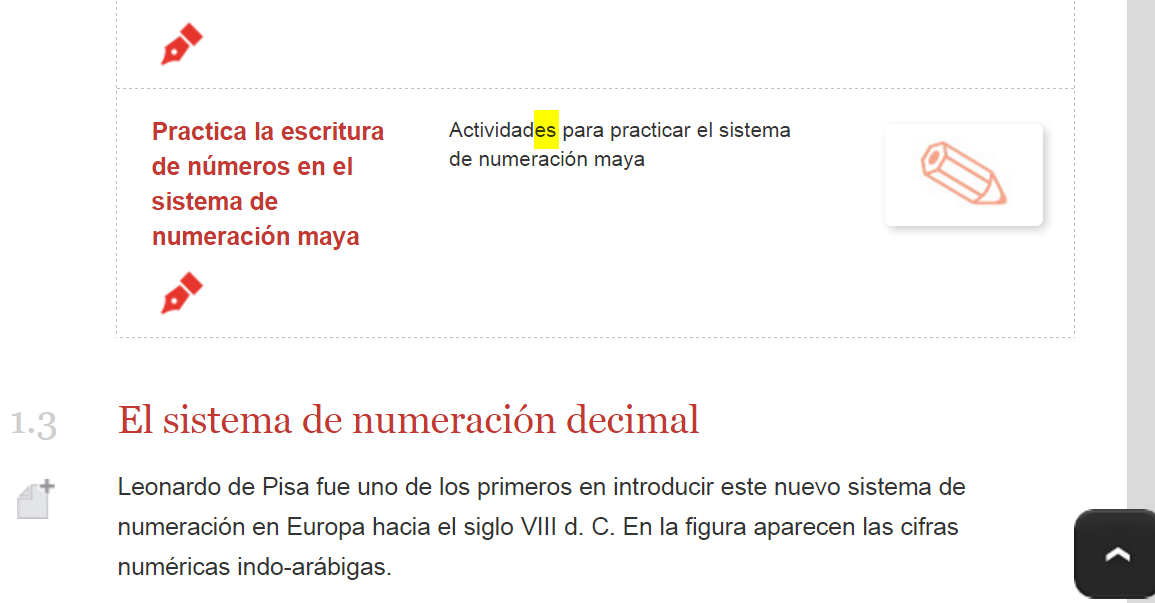 Practica la escritura
de números en el
sistema de
numeración maya
Actividades para practicar el sistema
de numeración maya
1.3
El sistema de numeración decimal
Leonardo de Pisa fue uno de los primeros en introducir este nuevo sistema de
numeración en Europa hacia el siglo VIII d. C. En la figura aparecen las cifras
numéricas indo-arábigas.